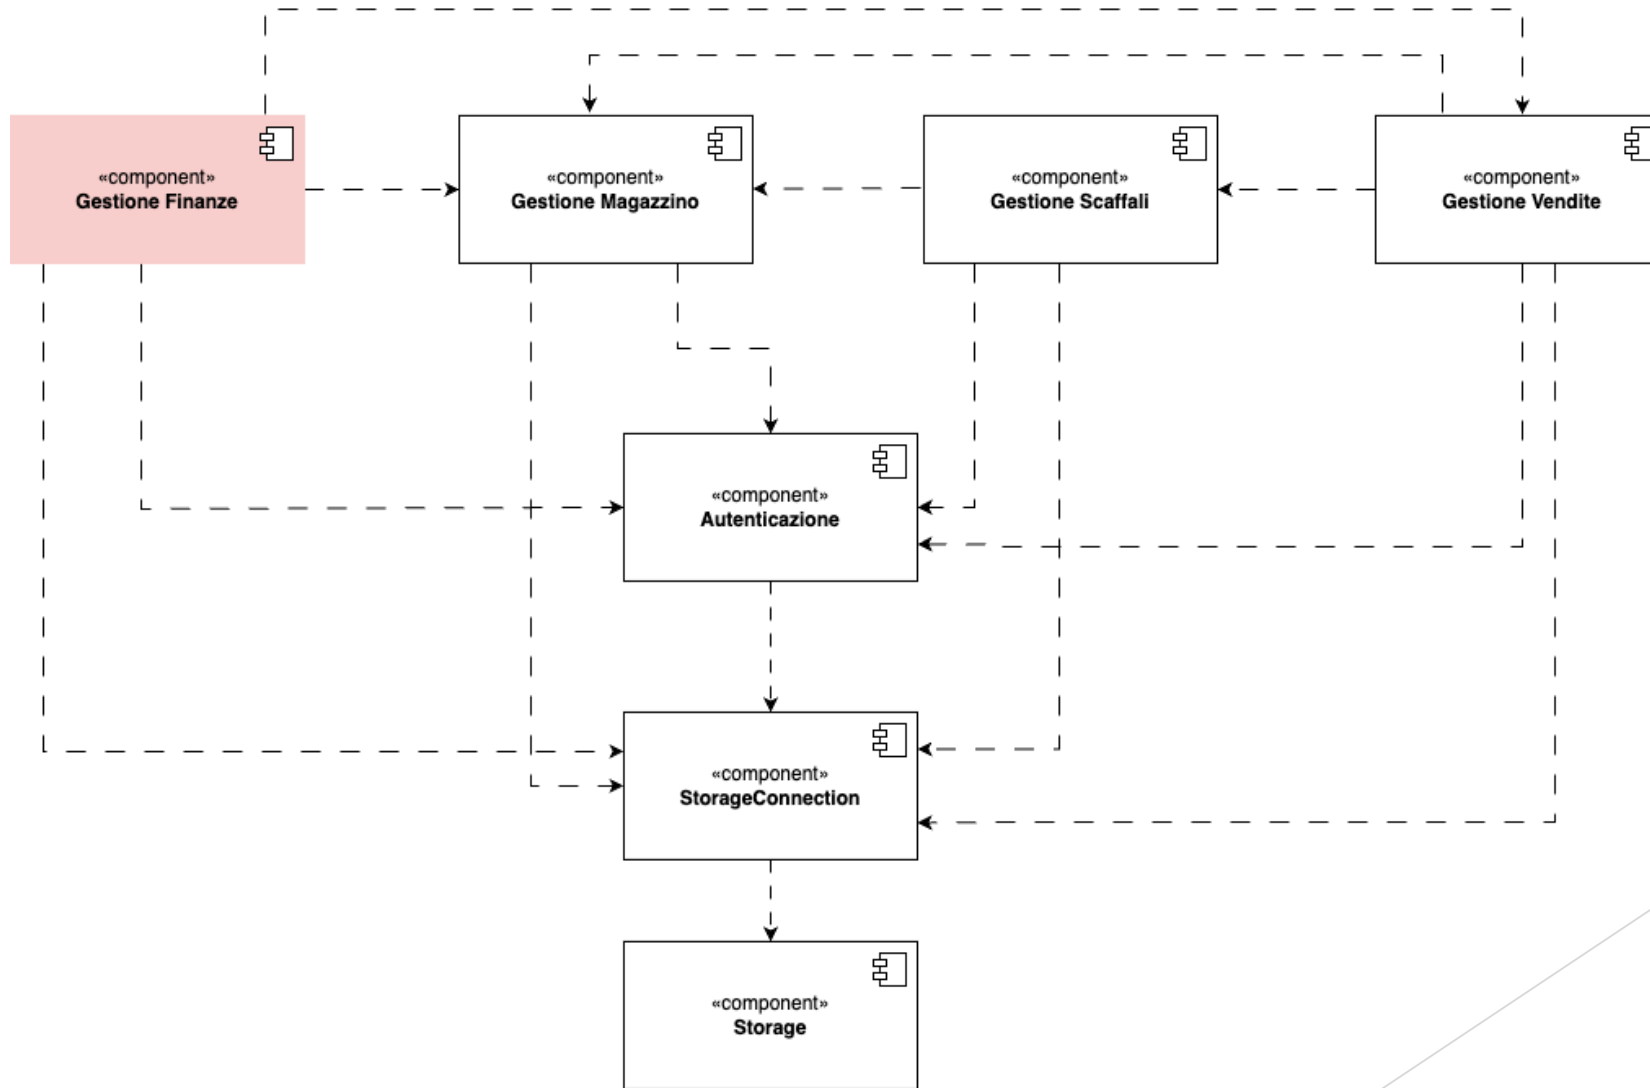 «component»
Gestione Finanze
«component»
Gestione Magazzino
«component»
Gestione Scaffali
«component»
Gestione Vendite
«component»
Autenticazione
«component»
StorageConnection
«component»
Storage